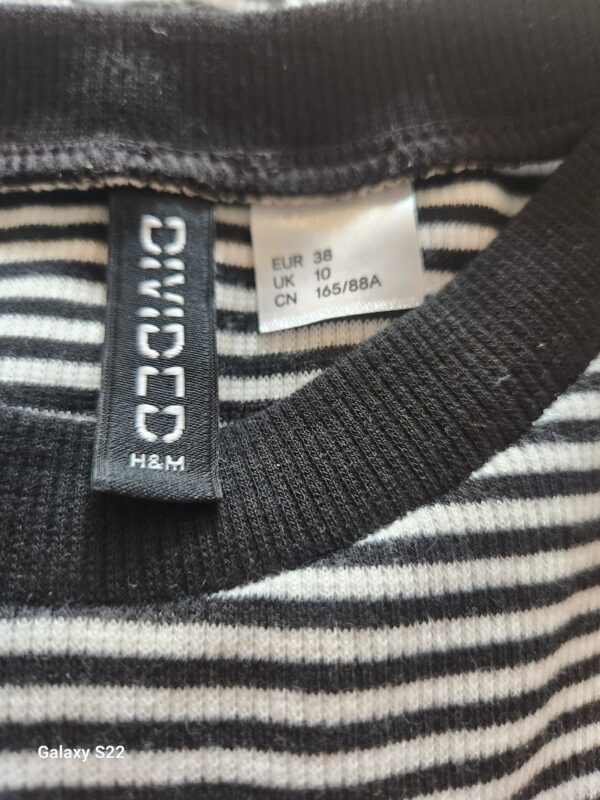 DIVIDED
H&M
EUR 38
UK 10
CN 165/88A
Galaxy S22